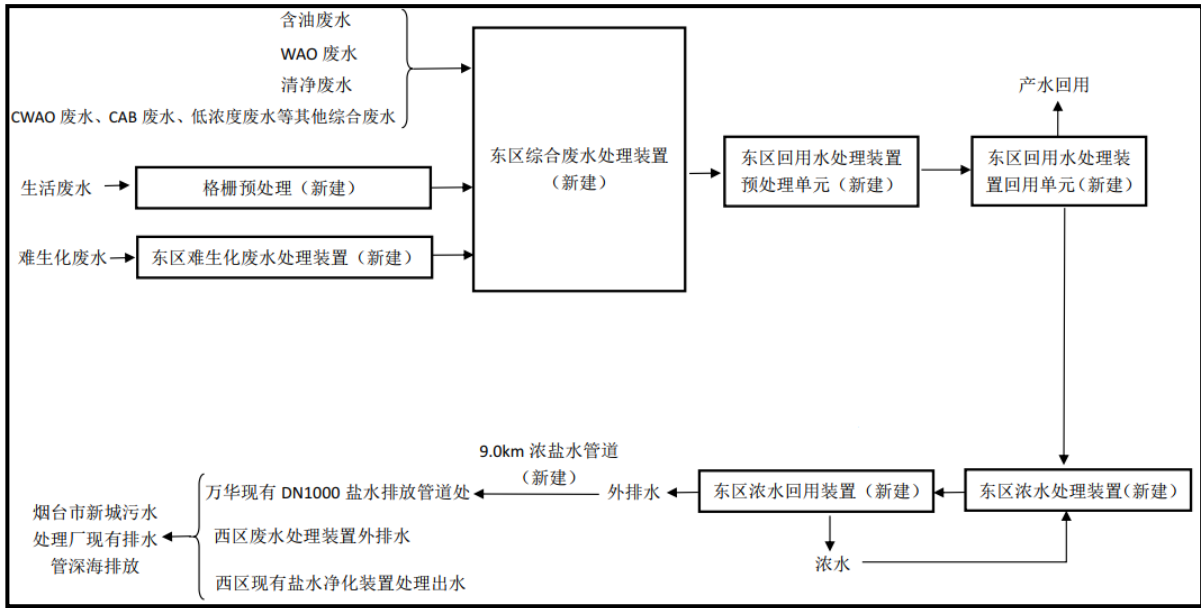 含油废水
WAO 废水
清净废水
CWAO 废水、CAB 废水、低浓度废水等其他综合废水
生活废水
格栅预处理（新建）
难生化废水
东区难生化废水处理装置（新建）
东区综合废水处理装置
（新建）
东区回用水处理装置
预处理单元（新建）
产水回用
东区回用水处理装
置回用单元（新建）
东区浓水处理装置（新建）
东区浓水回用装置（新建）
浓水
外排水
9.0km 浓盐水管道
（新建）
万华现有 DN1000 盐水排放管道处
西区废水处理装置外排水
西区现有盐水净化装置处理出水
烟台市新城污水
处理厂现有排水
管深海排放